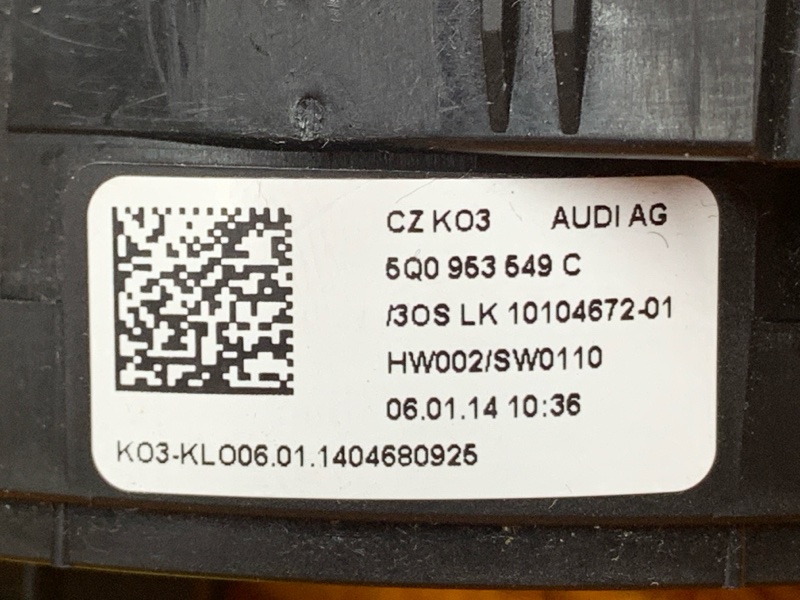 CZ K03 AUDI AG
5Q0 953 549 C
/3OS LK 10104672-01
HW002/SW0110
06.01.14 10:36
K03-KLO06.01.1404680925